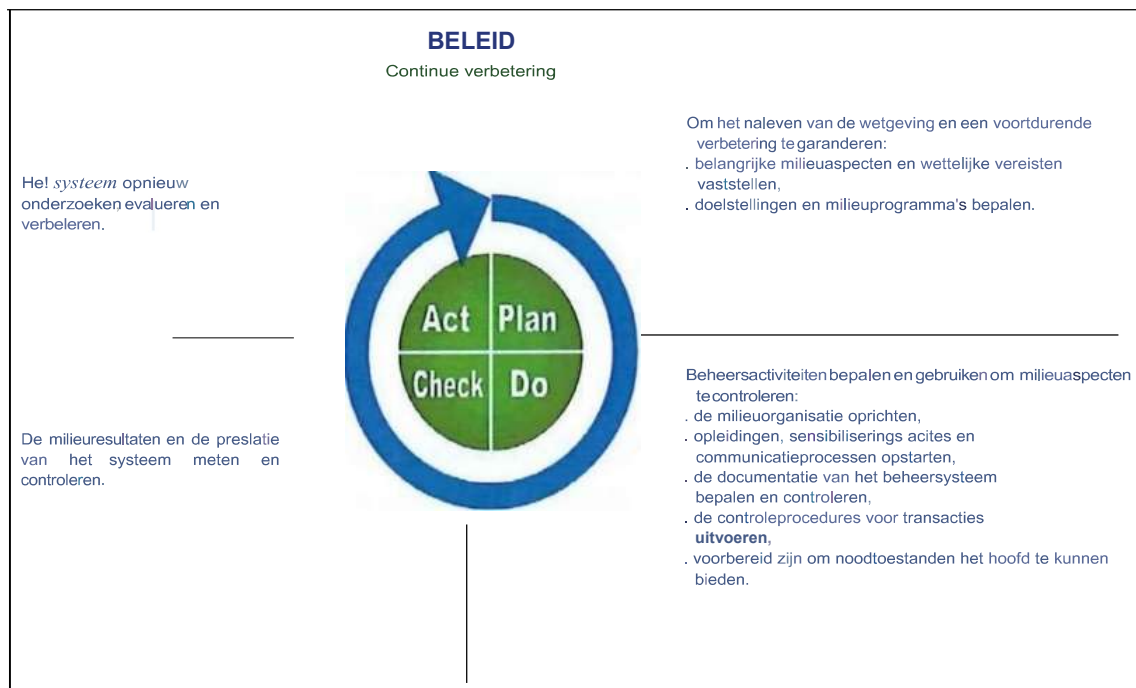 BELEID
Continue verbetering
Om het naleven van de wetgeving en een voortdurende
verbetering te garanderen:
. belangrijke milieuaspecten en wettelijke vereisten
vaststellen,
. doelstellingen en milieuprogramma's bepalen.
He! systeem opnieuw
onderzoeken, evalueren en
verbeleren.
Act Plan
Check Do
Beheersactiviteiten bepalen en gebruiken om milieuaspecten
te controleren:
. de milieuorganisatie oprichten,
. opleidingen, sensibiliserings acites en
communicatieprocessen opstarten,
. de documentatie van het beheersysteem
bepalen en controleren,
. de controleprocedures voor transacties
uitvoeren,
. voorbereid zijn om noodtoestanden het hoofd te kunnen
bieden.
De milieuresultaten en de preslatie
van het systeem meten en
controleren.